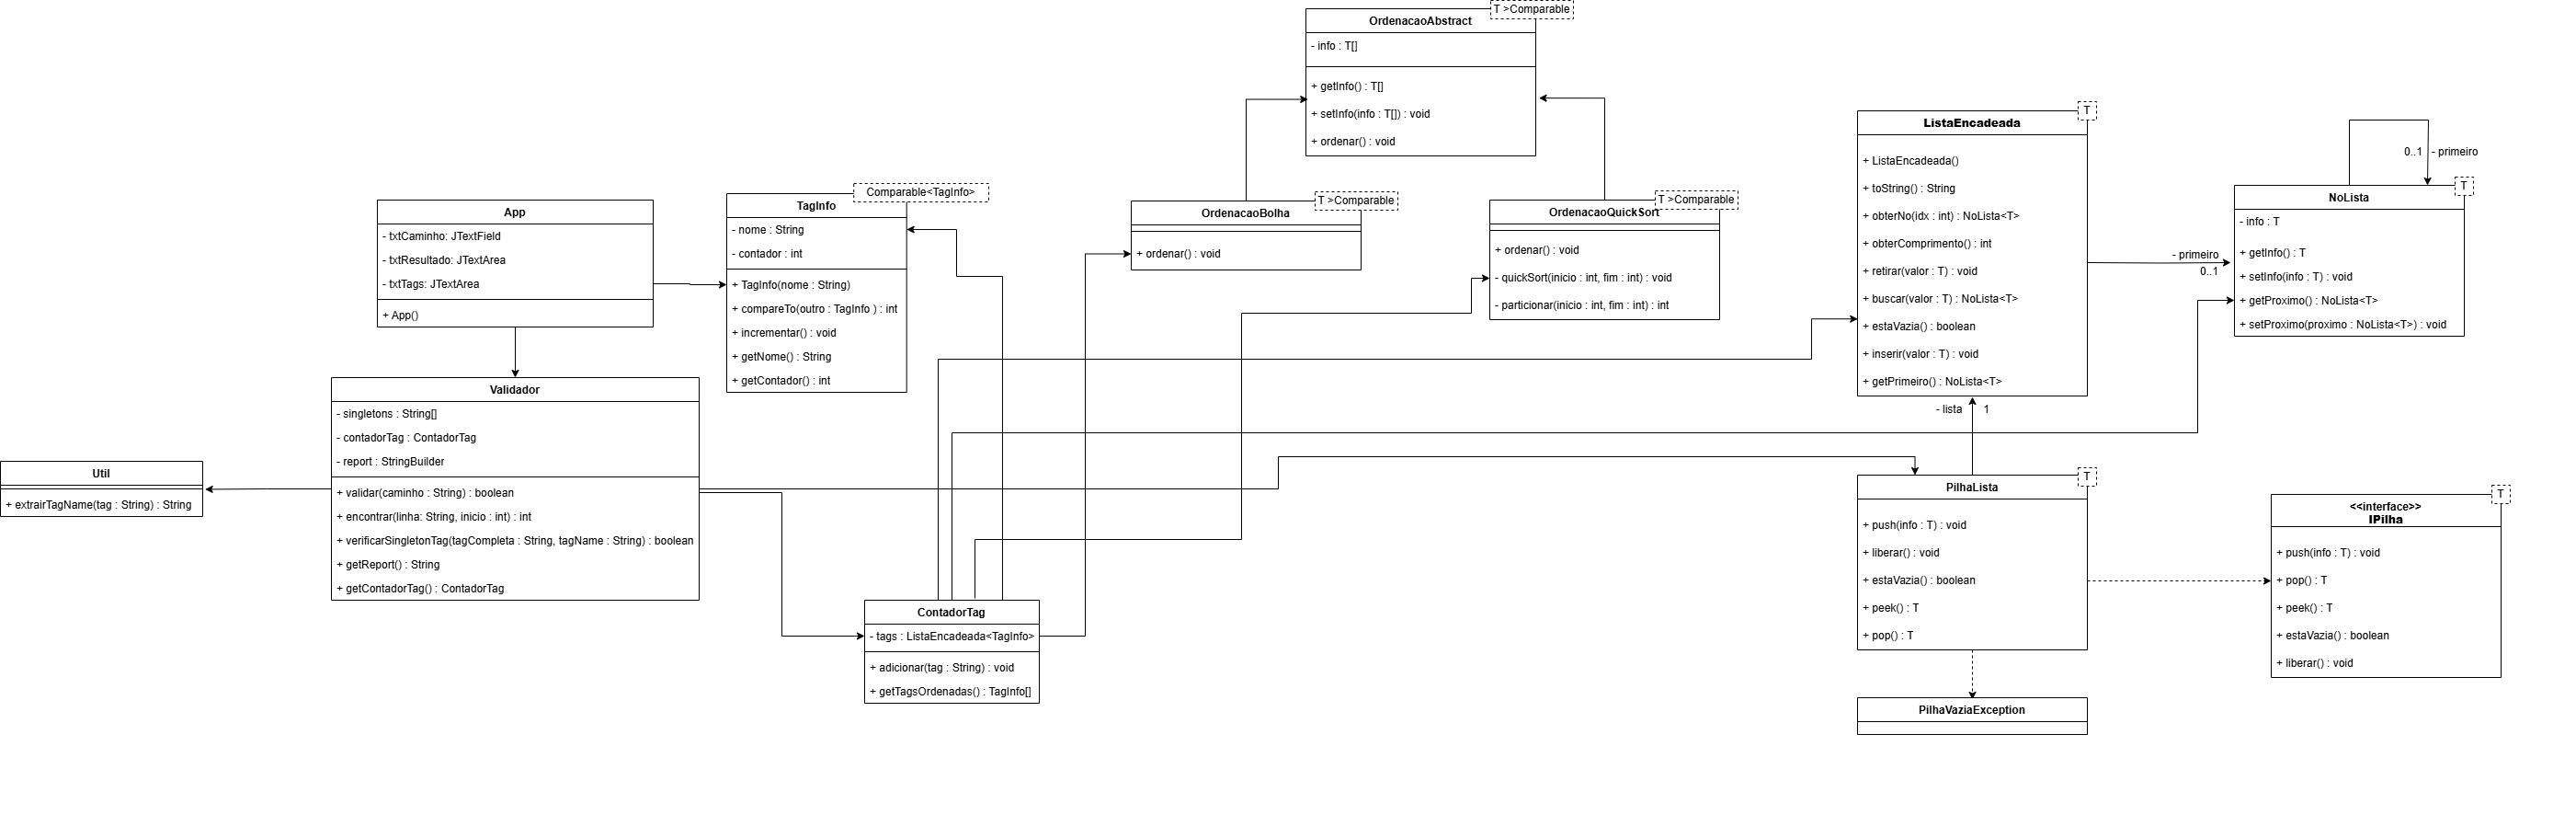 T >Comparable
OrdenacaoAbstract
- info : T[]
+ getInfo() : T[]
+ setInfo(info : T[]) : void
+ ordenar() : void
T
ListaEncadeada
+ ListaEncadeada()
+ toString() : String
+ obterNo(idx : int) : NoLista<T>
+ obterComprimento() : int
+ retirar(valor : T) : void
+ buscar(valor : T) : NoLista<T>
+ estaVazia() : boolean
+ inserir(valor : T) : void
+ getPrimeiro() : NoLista<T>
0..1
- primeiro
T
NoLista
- info : T
+ getInfo() : T
+ setInfo(info : T) : void
+ getProximo() : NoLista<T>
+ setProximo(proximo : NoLista<T>) : void
- primeiro
0..1
Comparable<TagInfo>
TagInfo
- nome : String
- contador : int
+ TagInfo(nome : String)
+ compareTo(outro : TagInfo ) : int
+ incrementar() : void
+ getNome() : String
+ getContador() : int
App
- txtCaminho: JTextField
- txtResultado: JTextArea
- txtTags: JTextArea
+ App()
T >Comparable
OrdenacaoBolha
+ ordenar() : void
T >Comparable
OrdenacaoQuickSort
+ ordenar() : void
- quickSort(inicio : int, fim : int) : void
- particionar(inicio : int, fim : int) : int
Validador
- singletons : String[]
- contadorTag : ContadorTag
- report : StringBuilder
+ validar(caminho : String) : boolean
+ encontrar(linha: String, inicio : int) : int
+ verificarSingletonTag(tagCompleta : String, tagName : String) : boolean
+ getReport() : String
+ getContadorTag() : ContadorTag
Util
+ extrairTagName(tag : String) : String
- lista
1
T
PilhaLista
+ push(info : T) : void
+ liberar() : void
+ estaVazia() : boolean
+ peek() : T
+ pop() : T
T
<<interface>>
IPilha
+ push(info : T) : void
+ pop() : T
+ peek() : T
+ estaVazia() : boolean
+ liberar() : void
ContadorTag
- tags : ListaEncadeada<TagInfo>
+ adicionar(tag : String) : void
+ getTagsOrdenadas() : TagInfo[]
PilhaVaziaException